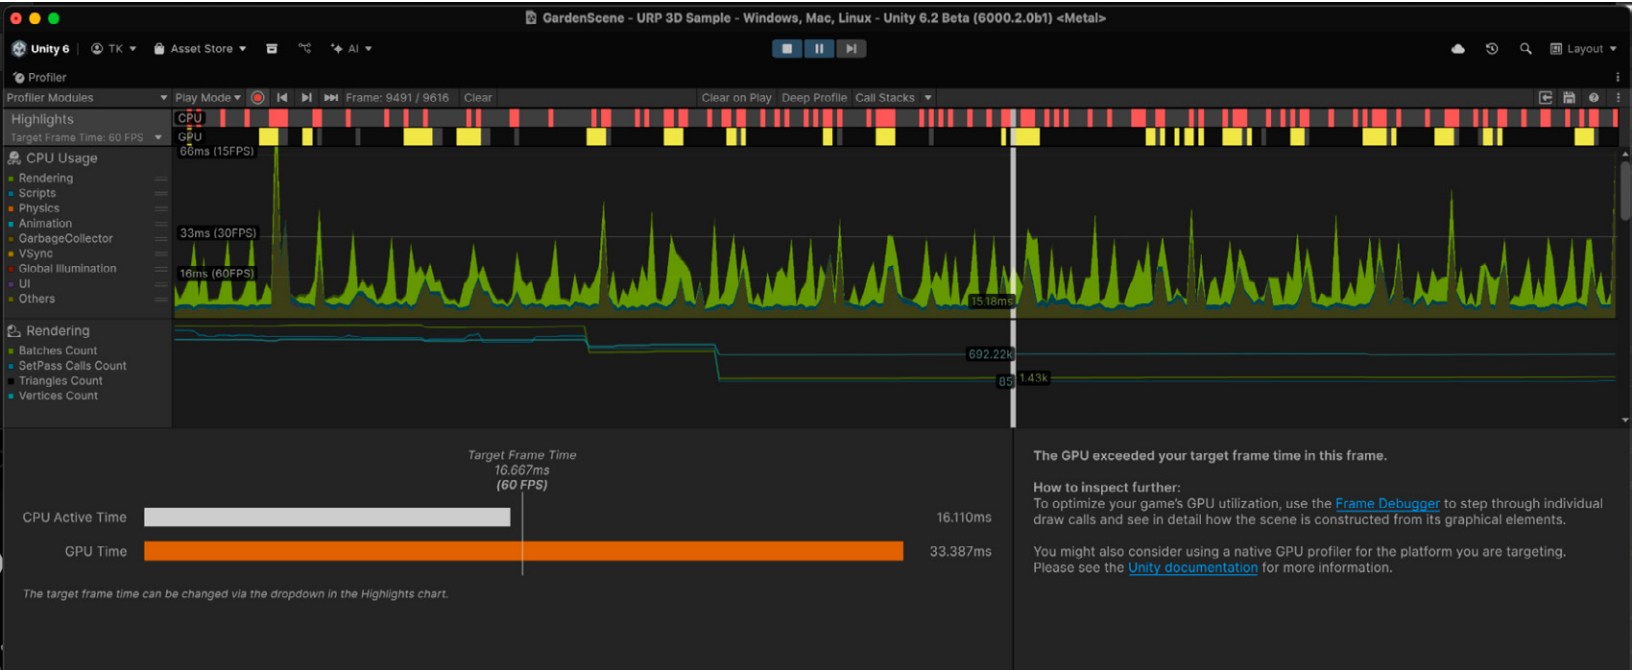 GardenScene - URP 3D Sample - Windows, Mac, Linux - Unity 6.2 Beta (6000.2.0b1) <Metal>
Unity 6 TK Asset Store AI Layout
Profiler
Profiler Modules Play Mode Frame: 9491 / 9616 Clear Clear on Play Deep Profile Call Stacks
Highlights
Target Frame Time: 60 FPS
CPU
GPU
CPU Usage
Rendering
Scripts
Physics
Animation
GarbageCollector
VSync
Global Illumination
UI
Others
66ms (15FPS)
33ms (30FPS)
16ms (60FPS)
15.18ms
Rendering
Batches Count
SetPass Calls Count
Triangles Count
Vertices Count
692.22k
85
1.43k
Target Frame Time
16.667ms
(60 FPS)
CPU Active Time 16.110ms
GPU Time 33.387ms
The target frame time can be changed via the dropdown in the Highlights chart.
The GPU exceeded your target frame time in this frame.
How to inspect further:
To optimize your game's GPU utilization, use the Frame Debugger to step through individual
draw calls and see in detail how the scene is constructed from its graphical elements.
You might also consider using a native GPU profiler for the platform you are targeting.
Please see the Unity documentation for more information.